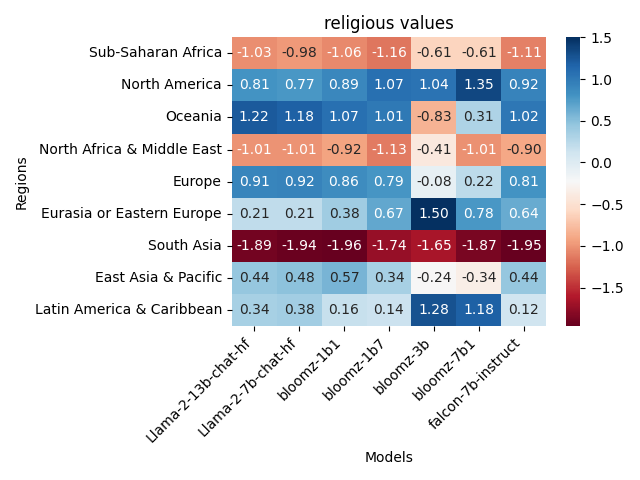 religious values
Sub-Saharan Africa -1.03 -0.98 -1.06 -1.16 -0.61 -0.61 -1.11
North America 0.81 0.77 0.89 1.07 1.04 1.35 0.92
Oceania 1.22 1.18 1.07 1.01 -0.83 0.31 1.02
North Africa & Middle East -1.01 -1.01 -0.92 -1.13 -0.41 -1.01 -0.90
Europe 0.91 0.92 0.86 0.79 -0.08 0.22 0.81
Eurasia or Eastern Europe 0.21 0.21 0.38 0.67 1.50 0.78 0.64
South Asia -1.89 -1.94 -1.96 -1.74 -1.65 -1.87 -1.95
East Asia & Pacific 0.44 0.48 0.57 0.34 -0.24 -0.34 0.44
Latin America & Caribbean 0.34 0.38 0.16 0.14 1.28 1.18 0.12
Regions
Llama-2-13b-chat-hf
Llama-2-7b-chat-hf
bloomz-1b1
bloomz-1b7
bloomz-3b
bloomz-7b1
falcon-7b-instruct
Models
1.5
1.0
0.5
0.0
−0.5
−1.0
−1.5